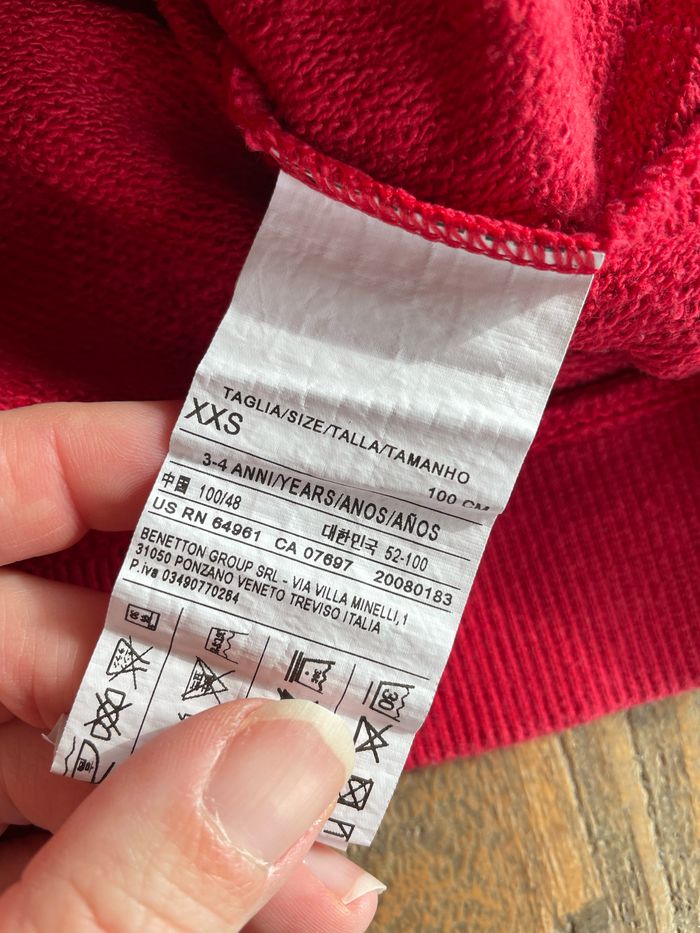 TAGLIA/SIZE/TALLA/TAMANHO
XXS
100 CM
3-4 ANNI/YEARS/ANOS/AÑOS
中国 100/48 대한민국 52-100
US RN 64961 CA 07697 20080183
BENETTON GROUP SRL - VIA VILLA MINELLI,1
31050 PONZANO VENETO TREVISO ITALIA
P.iva 03490770264
30